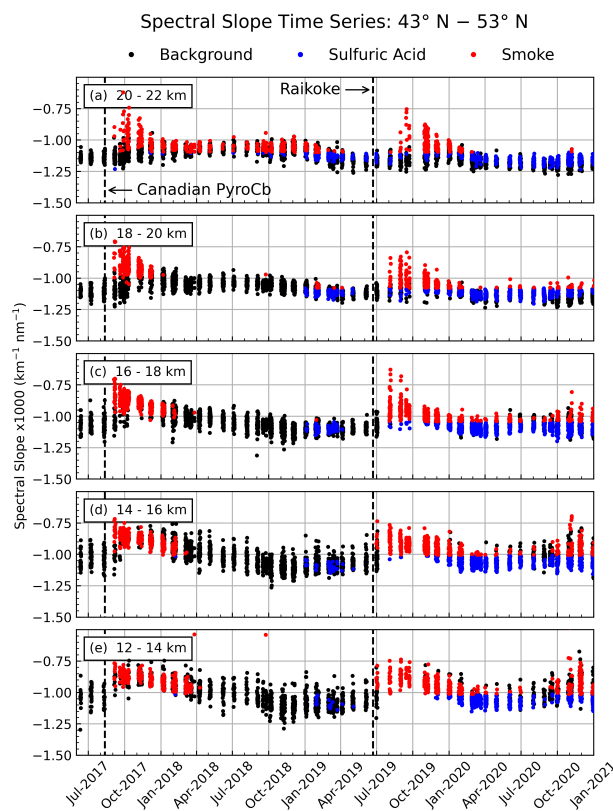 Spectral Slope Time Series: 43° N − 53° N
Background
Sulfuric Acid
Smoke
Raikoke
(a) 20 - 22 km
−0.75
−1.00
−1.25
−1.50
Canadian PyroCb
(b) 18 - 20 km
−0.75
−1.00
−1.25
−1.50
(c) 16 - 18 km
−0.75
−1.00
−1.25
−1.50
Spectral Slope x1000 (km⁻¹ nm⁻¹)
(d) 14 - 16 km
−0.75
−1.00
−1.25
−1.50
(e) 12 - 14 km
−0.75
−1.00
−1.25
−1.50
Jul-2017
Oct-2017
Jan-2018
Apr-2018
Jul-2018
Oct-2018
Jan-2019
Apr-2019
Jul-2019
Oct-2019
Jan-2020
Apr-2020
Jul-2020
Oct-2020
Jan-2021